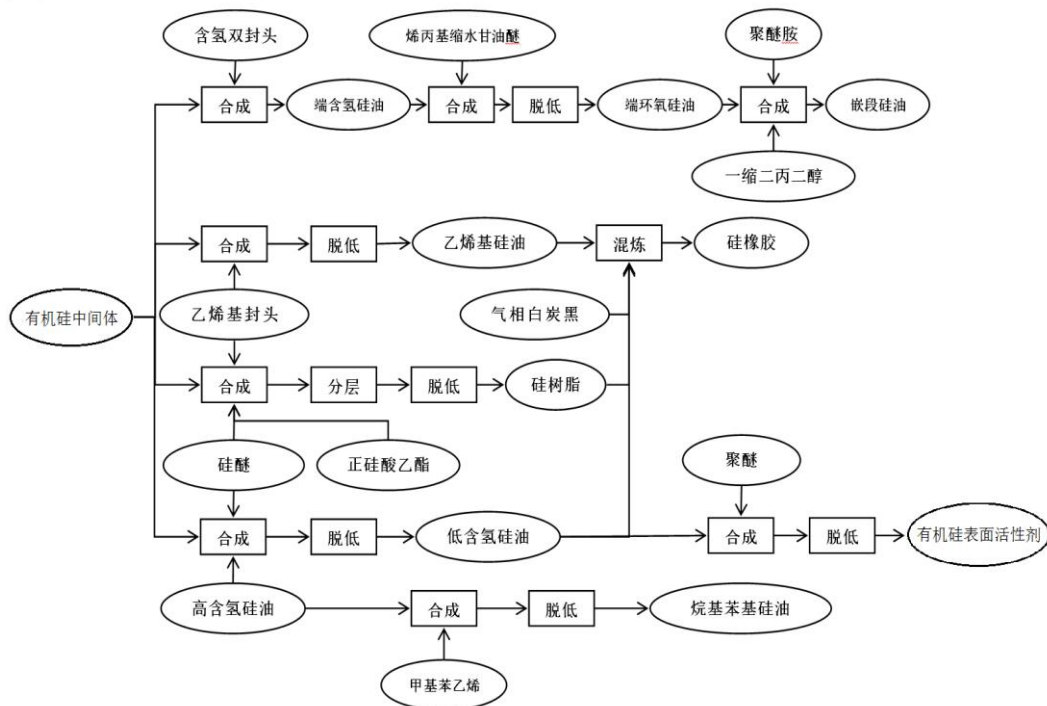 含氢双封头
烯丙基缩水甘油醚
聚醚胺
合成
端含氢硅油
合成
脱低
端环氧硅油
合成
嵌段硅油
一缩二丙二醇
合成
脱低
乙烯基硅油
混炼
硅橡胶
有机硅中间体
乙烯基封头
气相白炭黑
合成
分层
脱低
硅树脂
硅醚
正硅酸乙酯
聚醚
合成
脱低
低含氢硅油
合成
脱低
有机硅表面活性剂
高含氢硅油
合成
脱低
烷基苯基硅油
甲基苯乙烯